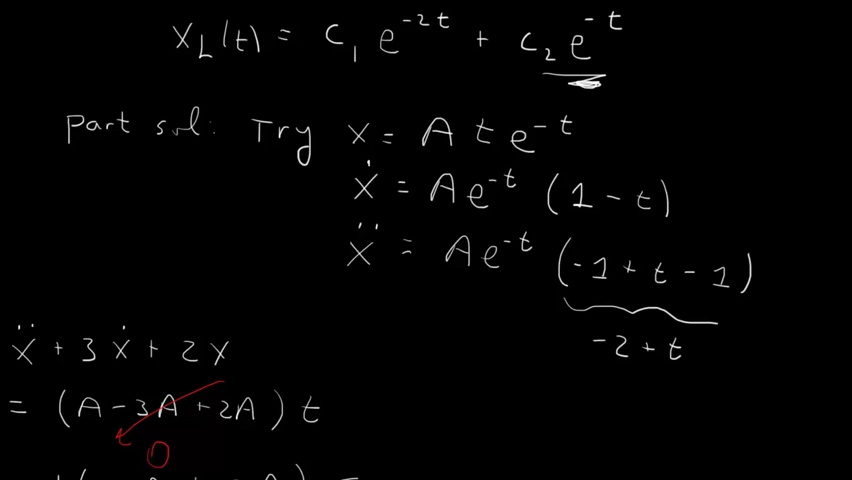 x_L(t) = c_1 e^{-2t} + c_2 e^{-t}
Part sol: Try x = A t e^{-t}
ẋ = A e^{-t} (1 - t)
ẍ = A e^{-t} (-1 + t - 1)
-2 + t
ẍ + 3ẋ + 2x
= (A - 3A + 2A) t
0